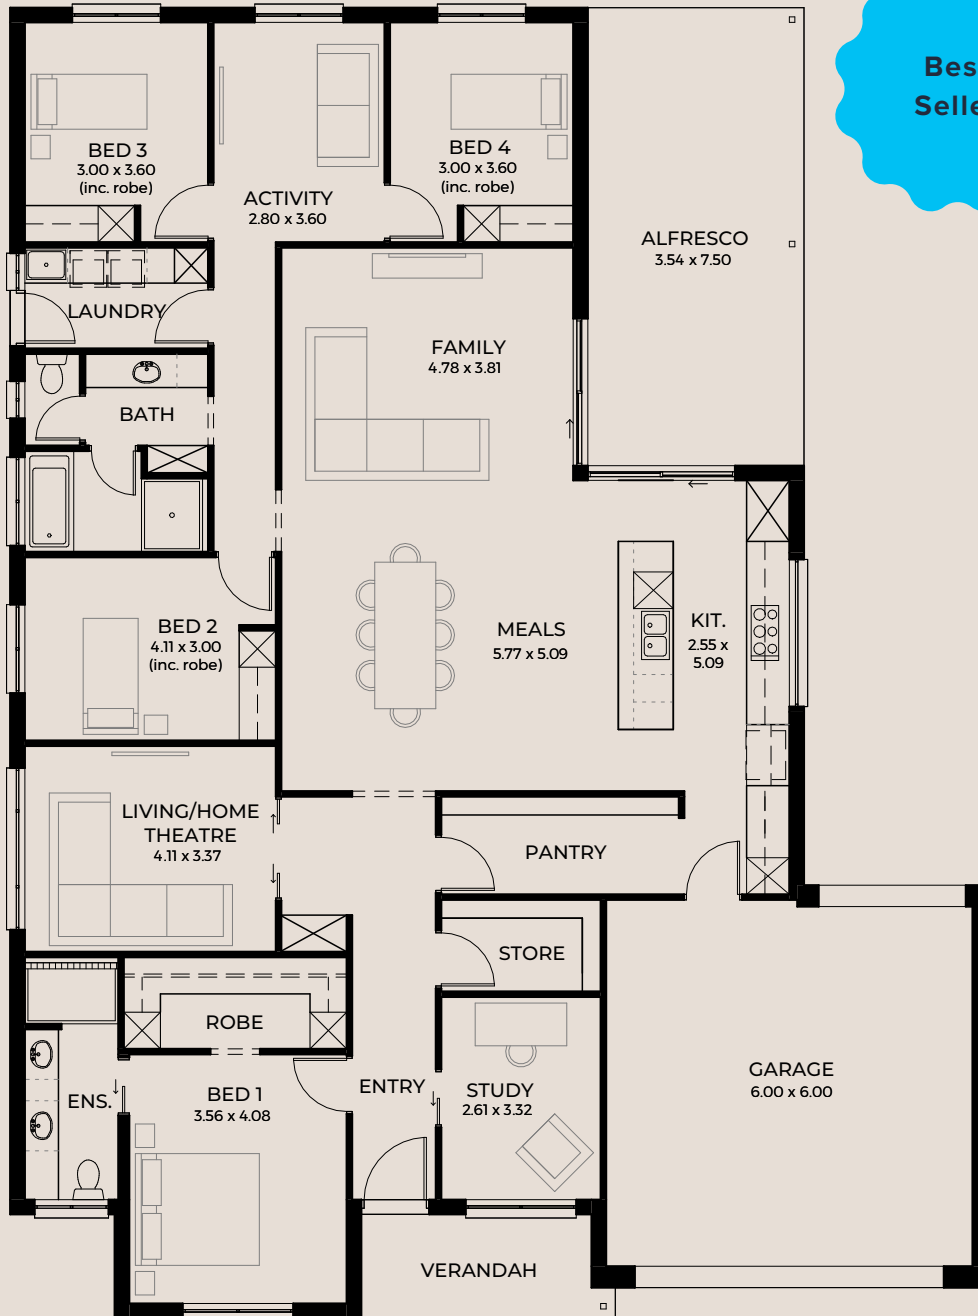 Bes
Selle
BED 3
3.00 x 3.60
(inc. robe)
ACTIVITY
2.80 x 3.60
BED 4
3.00 x 3.60
(inc. robe)
ALFRESCO
3.54 x 7.50
LAUNDRY
FAMILY
4.78 x 3.81
BATH
BED 2
4.11 x 3.00
(inc. robe)
MEALS
5.77 x 5.09
KIT.
2.55 x
5.09
LIVING/HOME
THEATRE
4.11 x 3.37
PANTRY
STORE
ROBE
ENS.
BED 1
3.56 x 4.08
ENTRY
STUDY
2.61 x 3.32
GARAGE
6.00 x 6.00
VERANDAH